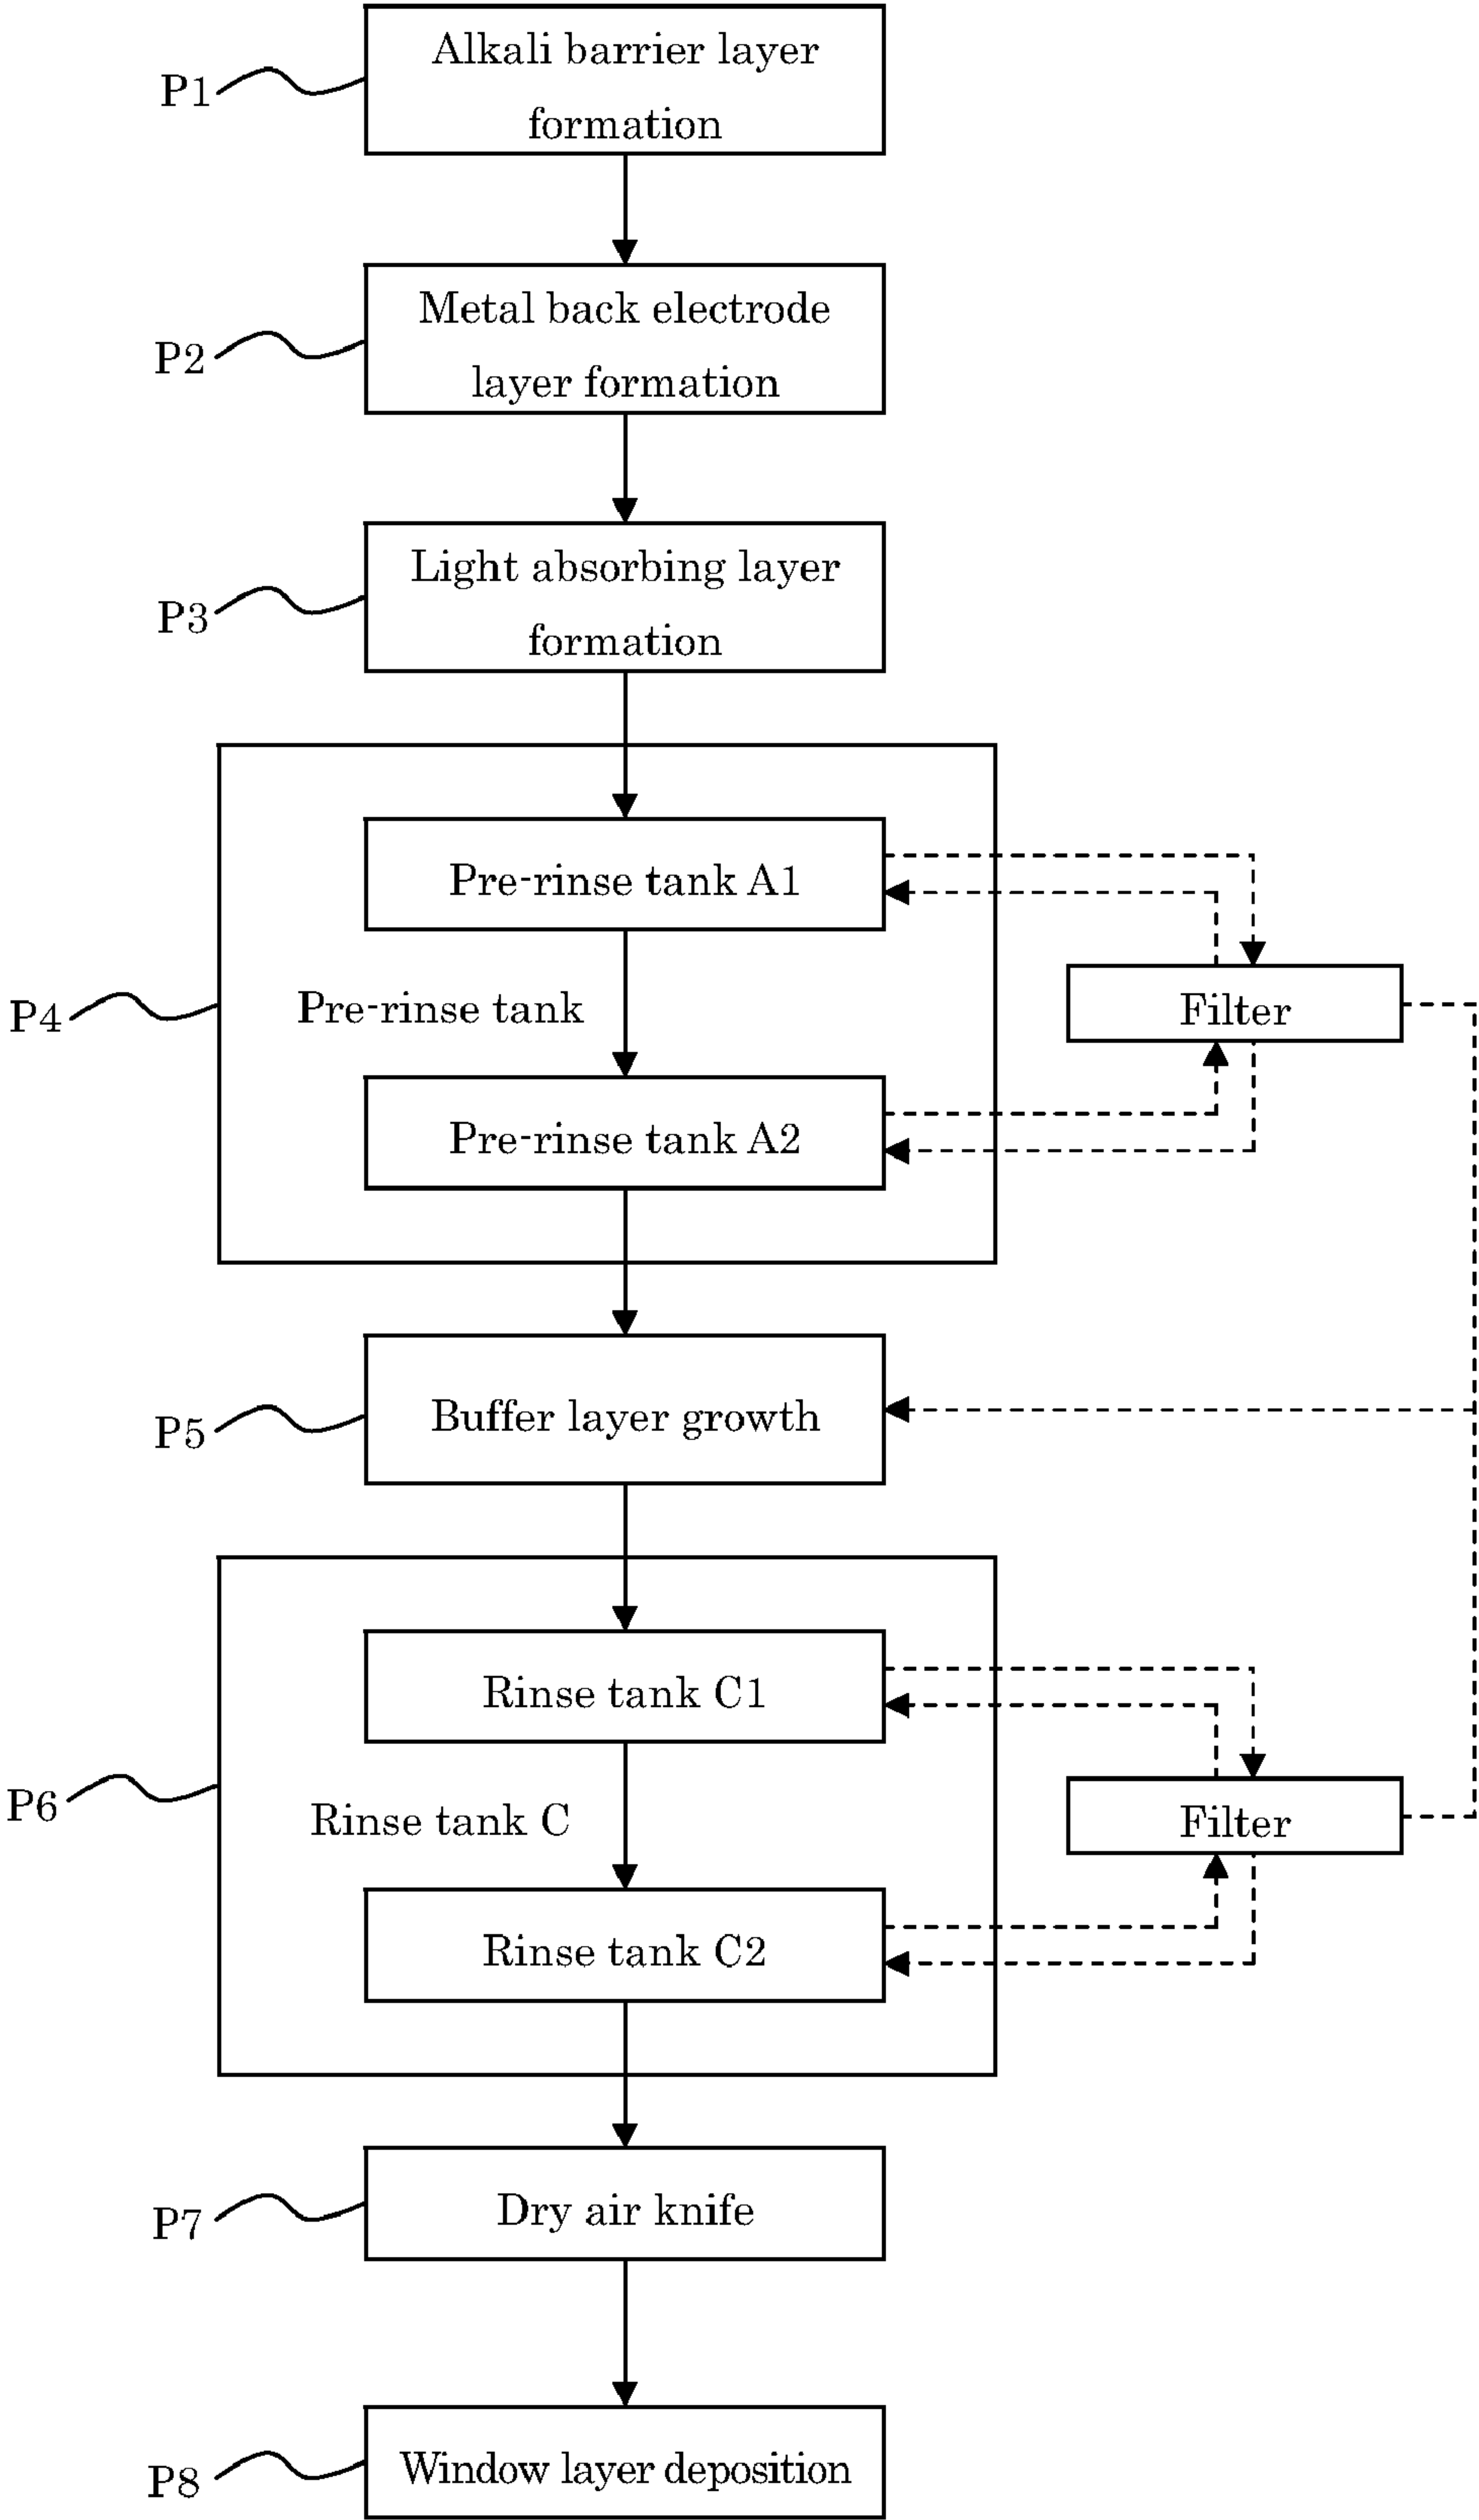 Alkali barrier layer
formation
P1
Metal back electrode
layer formation
P2
Light absorbing layer
formation
P3
Pre-rinse tank A1
Pre-rinse tank
Filter
P4
Pre-rinse tank A2
Buffer layer growth
P5
Rinse tank C1
Rinse tank C
Filter
P6
Rinse tank C2
Dry air knife
P7
Window layer deposition
P8